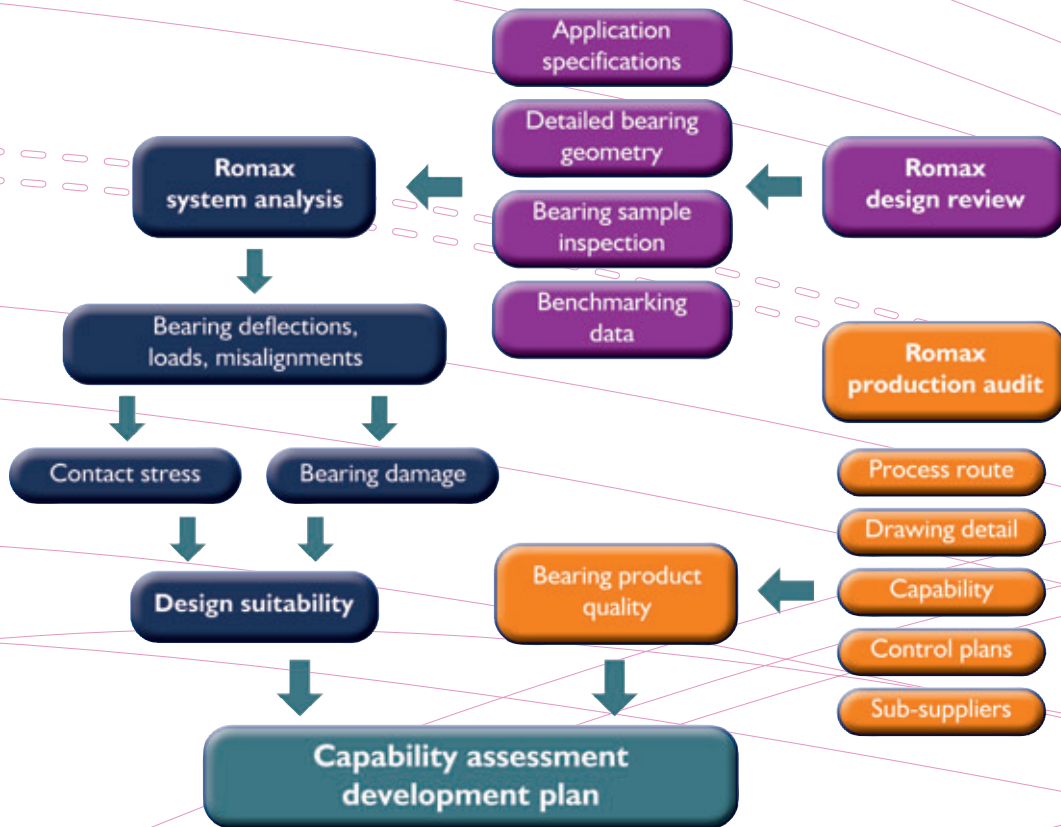 Application
specifications
Detailed bearing
geometry
Bearing sample
inspection
Benchmarking
data
Romax
design review
Romax
system analysis
Bearing deflections,
loads, misalignments
Contact stress
Bearing damage
Design suitability
Romax
production audit
Process route
Drawing detail
Capability
Control plans
Sub-suppliers
Bearing product
quality
Capability assessment
development plan